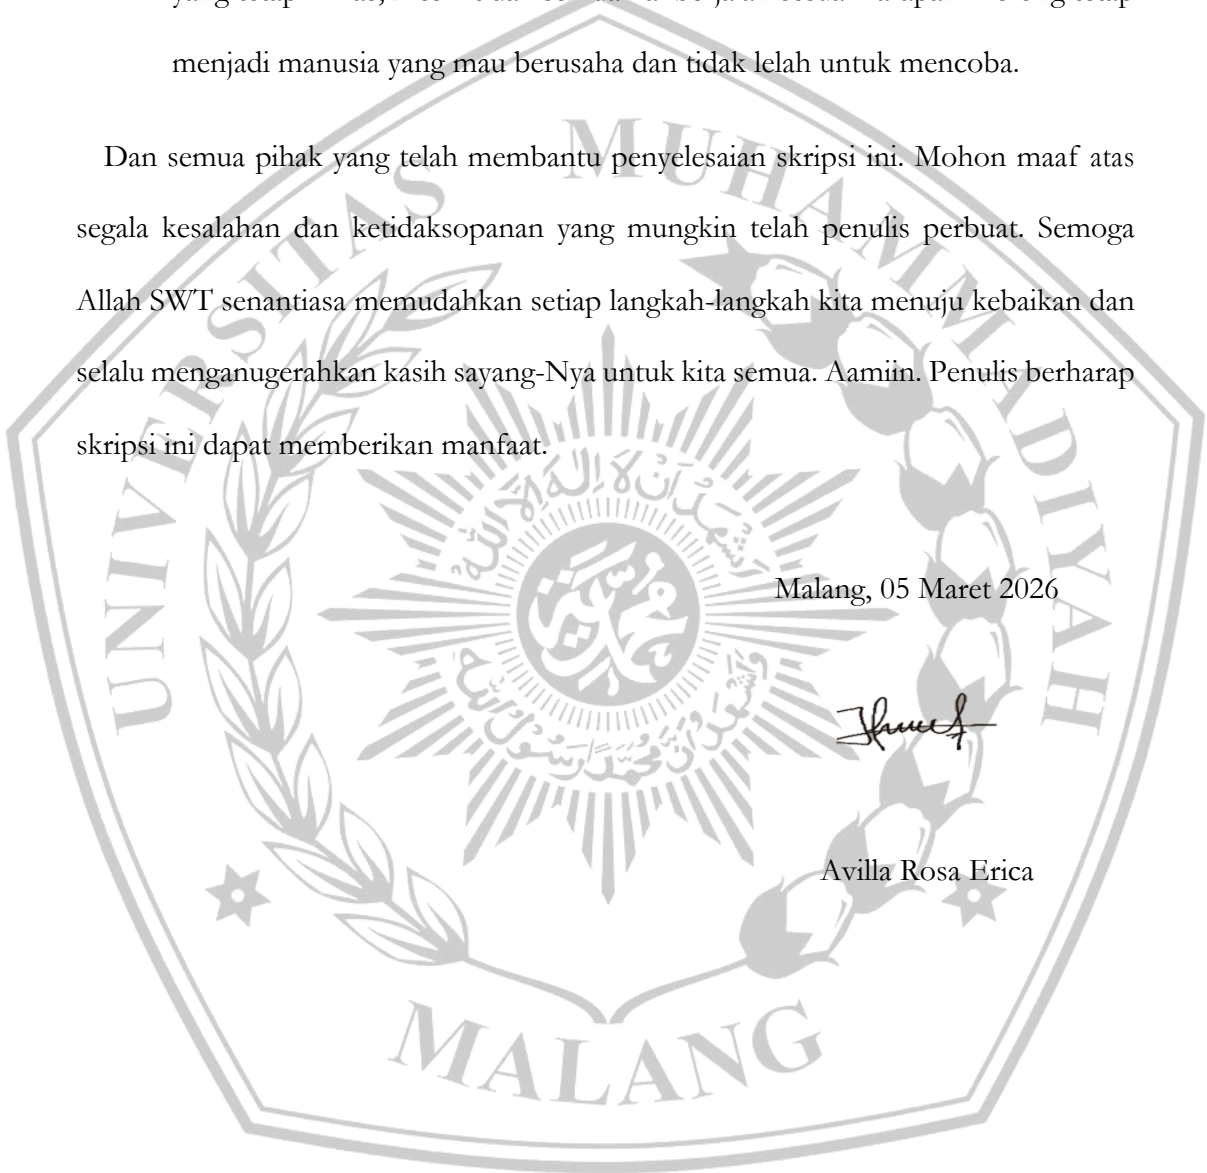 menjadi manusia yang mau berusaha dan tidak lelah untuk mencoba.
Dan semua pihak yang telah membantu penyelesaian skripsi ini. Mohon maaf atas
segala kesalahan dan ketidaksopanan yang mungkin telah penulis perbuat. Semoga
Allah SWT senantiasa memudahkan setiap langkah-langkah kita menuju kebaikan dan
selalu menganugerahkan kasih sayang-Nya untuk kita semua. Aamiin. Penulis berharap
skripsi ini dapat memberikan manfaat.
Malang, 05 Maret 2026
Avilla Rosa Erica
UNIVERSITAS MUHAMMADIYAH
MALANG